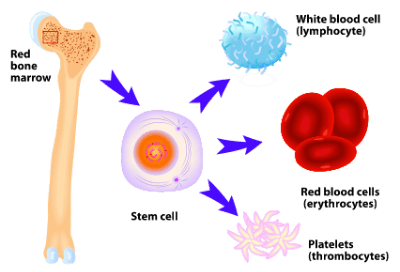 White blood cell
(lymphocyte)
Red
bone
marrow
Stem cell
Red blood cells
(erythrocytes)
Platelets
(thrombocytes)